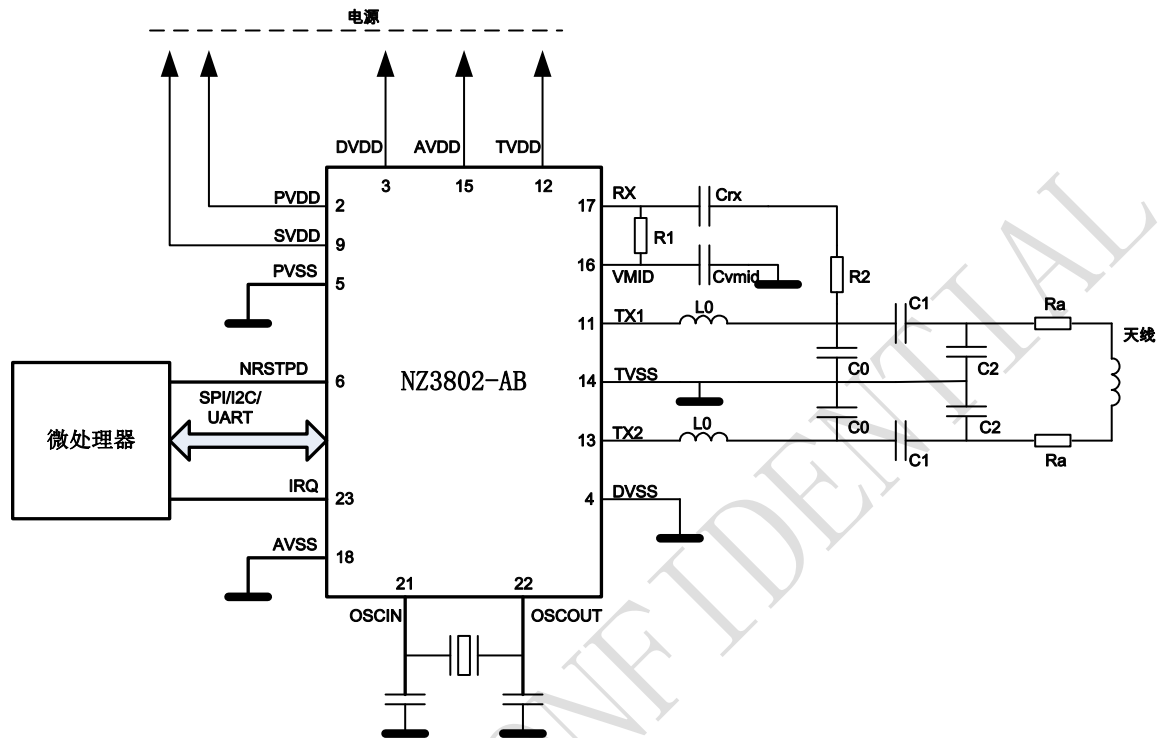 电源
DVDD
AVDD
TVDD
3
15
12
PVDD
2
SVDD
9
PVSS
5
NRSTPD
6
SPI/I2C/
UART
微处理器
IRQ
23
AVSS
18
NZ3802-AB
21
22
OSCIN
OSCOUT
17
RX
Crx
R1
16
VMID
Cvmid
R2
11
TX1
L0
C1
Ra
天线
C0
C2
14
TVSS
C0
C2
13
TX2
L0
C1
Ra
4
DVSS
CONFIDENTIAL